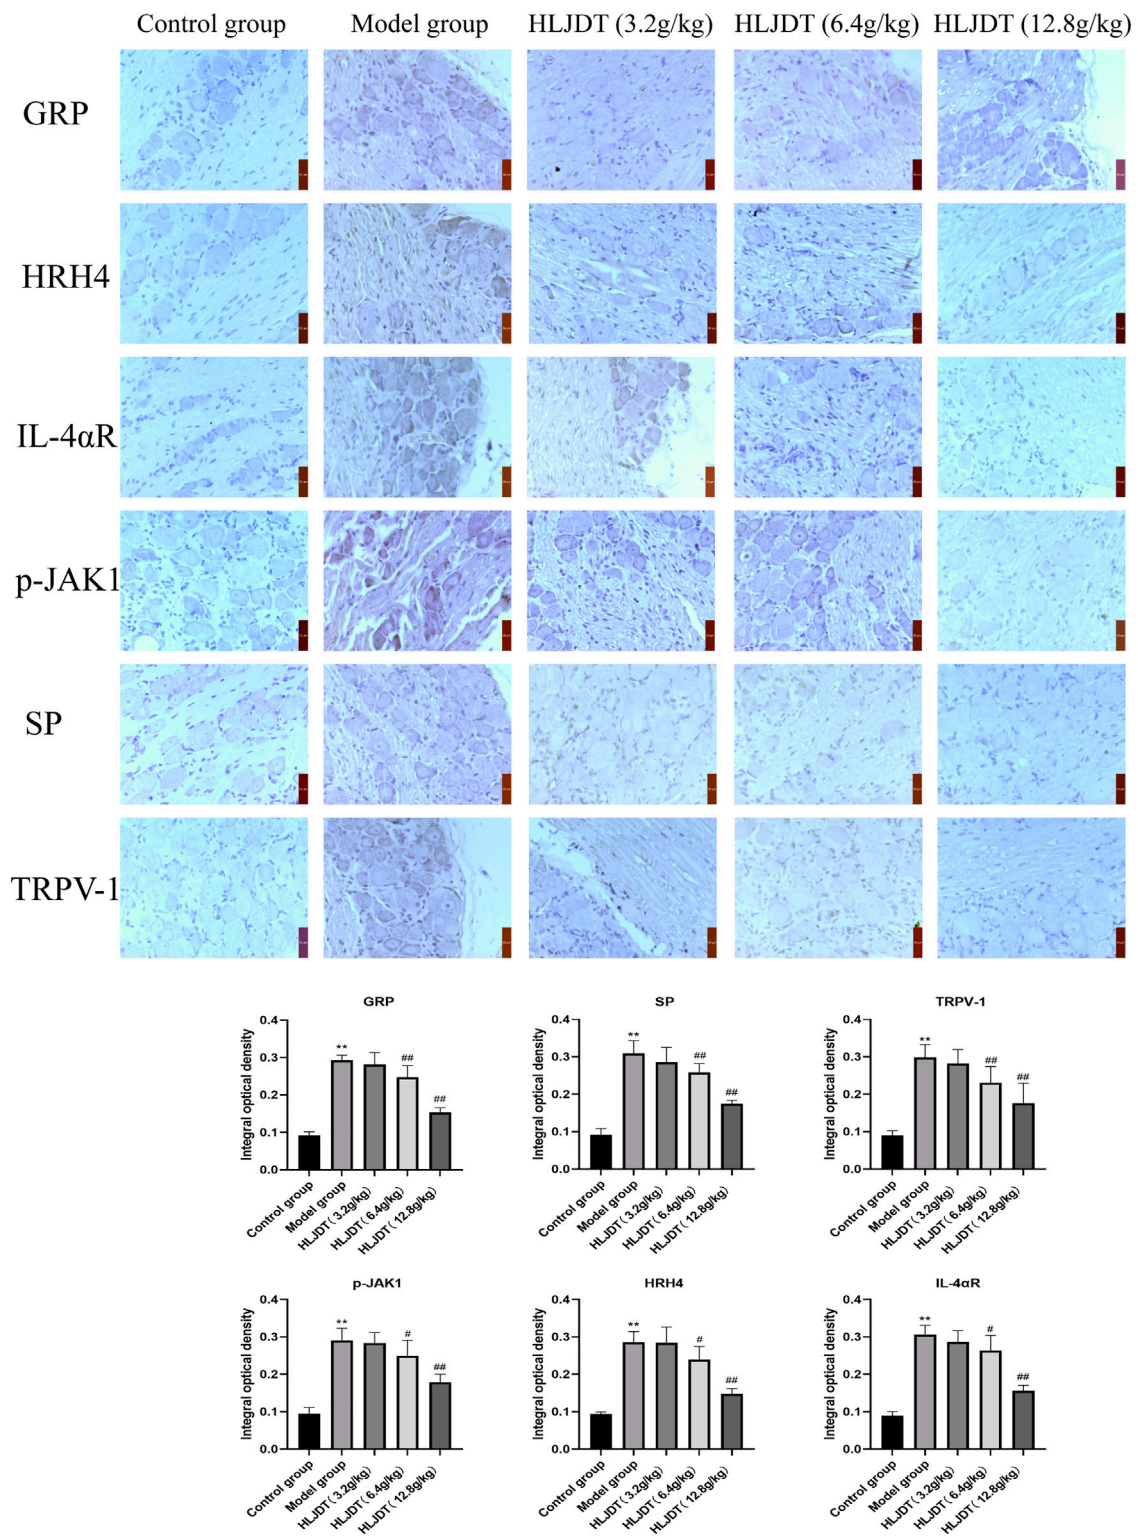 Control group Model group HLJDT (3.2g/kg) HLJDT (6.4g/kg) HLJDT (12.8g/kg)
GRP
HRH4
IL-4αR
p-JAK1
SP
TRPV-1
GRP
Integral optical density
0.4
0.3
0.2
0.1
0.0
**
##
##
Control group
Model group
HLJDT( 3.2g/kg)
HLJDT( 6.4g/kg)
HLJDT( 12.8g/kg)
SP
Integral optical density
0.4
0.3
0.2
0.1
0.0
**
##
##
Control group
Model group
HLJDT( 3.2g/kg)
HLJDT( 6.4g/kg)
HLJDT( 12.8g/kg)
TRPV-1
Integral optical density
0.4
0.3
0.2
0.1
0.0
**
##
##
Control group
Model group
HLJDT( 3.2g/kg)
HLJDT( 6.4g/kg)
HLJDT( 12.8g/kg)
p-JAK1
Integral optical density
0.4
0.3
0.2
0.1
0.0
**
#
##
Control group
Model group
HLJDT( 3.2g/kg)
HLJDT( 6.4g/kg)
HLJDT( 12.8g/kg)
HRH4
Integral optical density
0.4
0.3
0.2
0.1
0.0
**
#
##
Control group
Model group
HLJDT( 3.2g/kg)
HLJDT( 6.4g/kg)
HLJDT( 12.8g/kg)
IL-4αR
Integral optical density
0.4
0.3
0.2
0.1
0.0
**
#
##
Control group
Model group
HLJDT( 3.2g/kg)
HLJDT( 6.4g/kg)
HLJDT( 12.8g/kg)